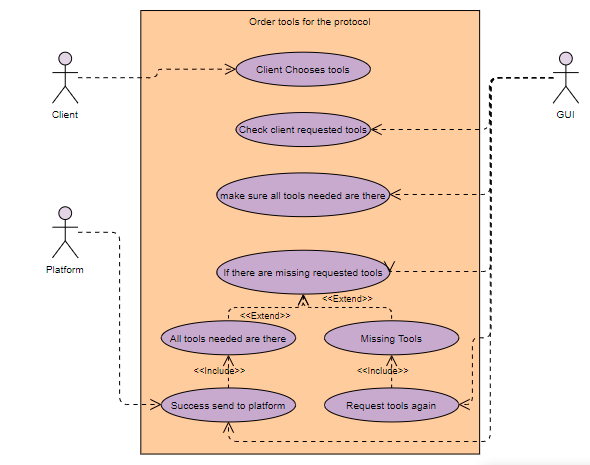 Order tools for the protocol
Client Chooses tools
Client
GUI
Check client requested tools
make sure all tools needed are there
Platform
If there are missing requested tools
<<Extend>>
<<Extend>>
All tools needed are there
Missing Tools
<<Include>>
<<Include>>
Success send to platform
Request tools again